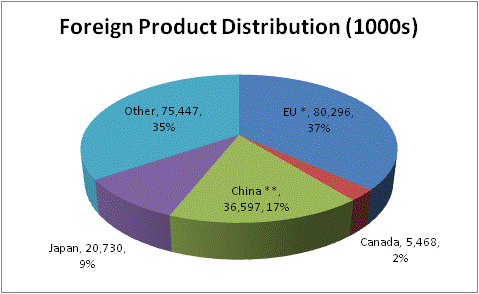 Foreign Product Distribution (1000s)
Other, 75,447,
35%
EU *, 80,296,
37%
China **,
36,597, 17%
Japan, 20,730,
9%
Canada, 5,468,
2%